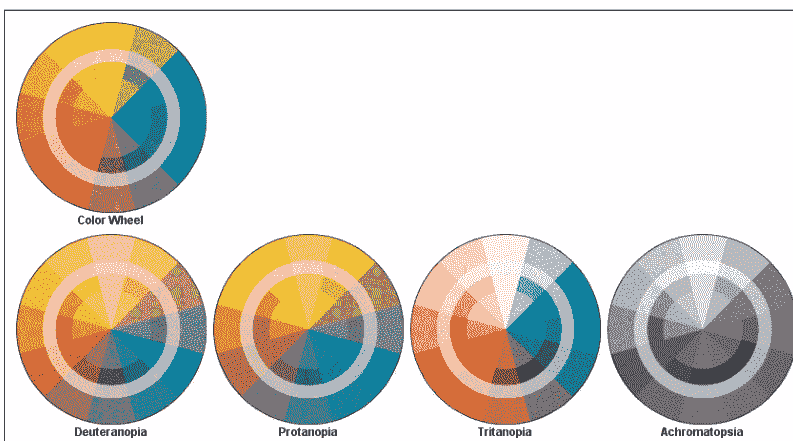 Color Wheel
Deuteranopia
Protanopia
Tritanopia
Achromatopsia